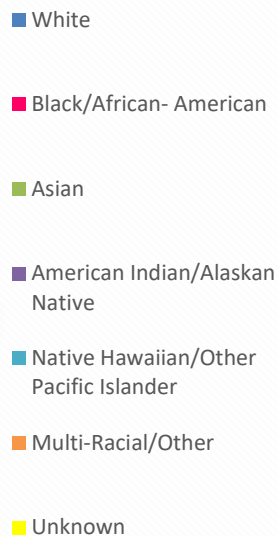 White
Black/African- American
Asian
American Indian/Alaskan
Native
Native Hawaiian/Other
Pacific Islander
Multi-Racial/Other
Unknown